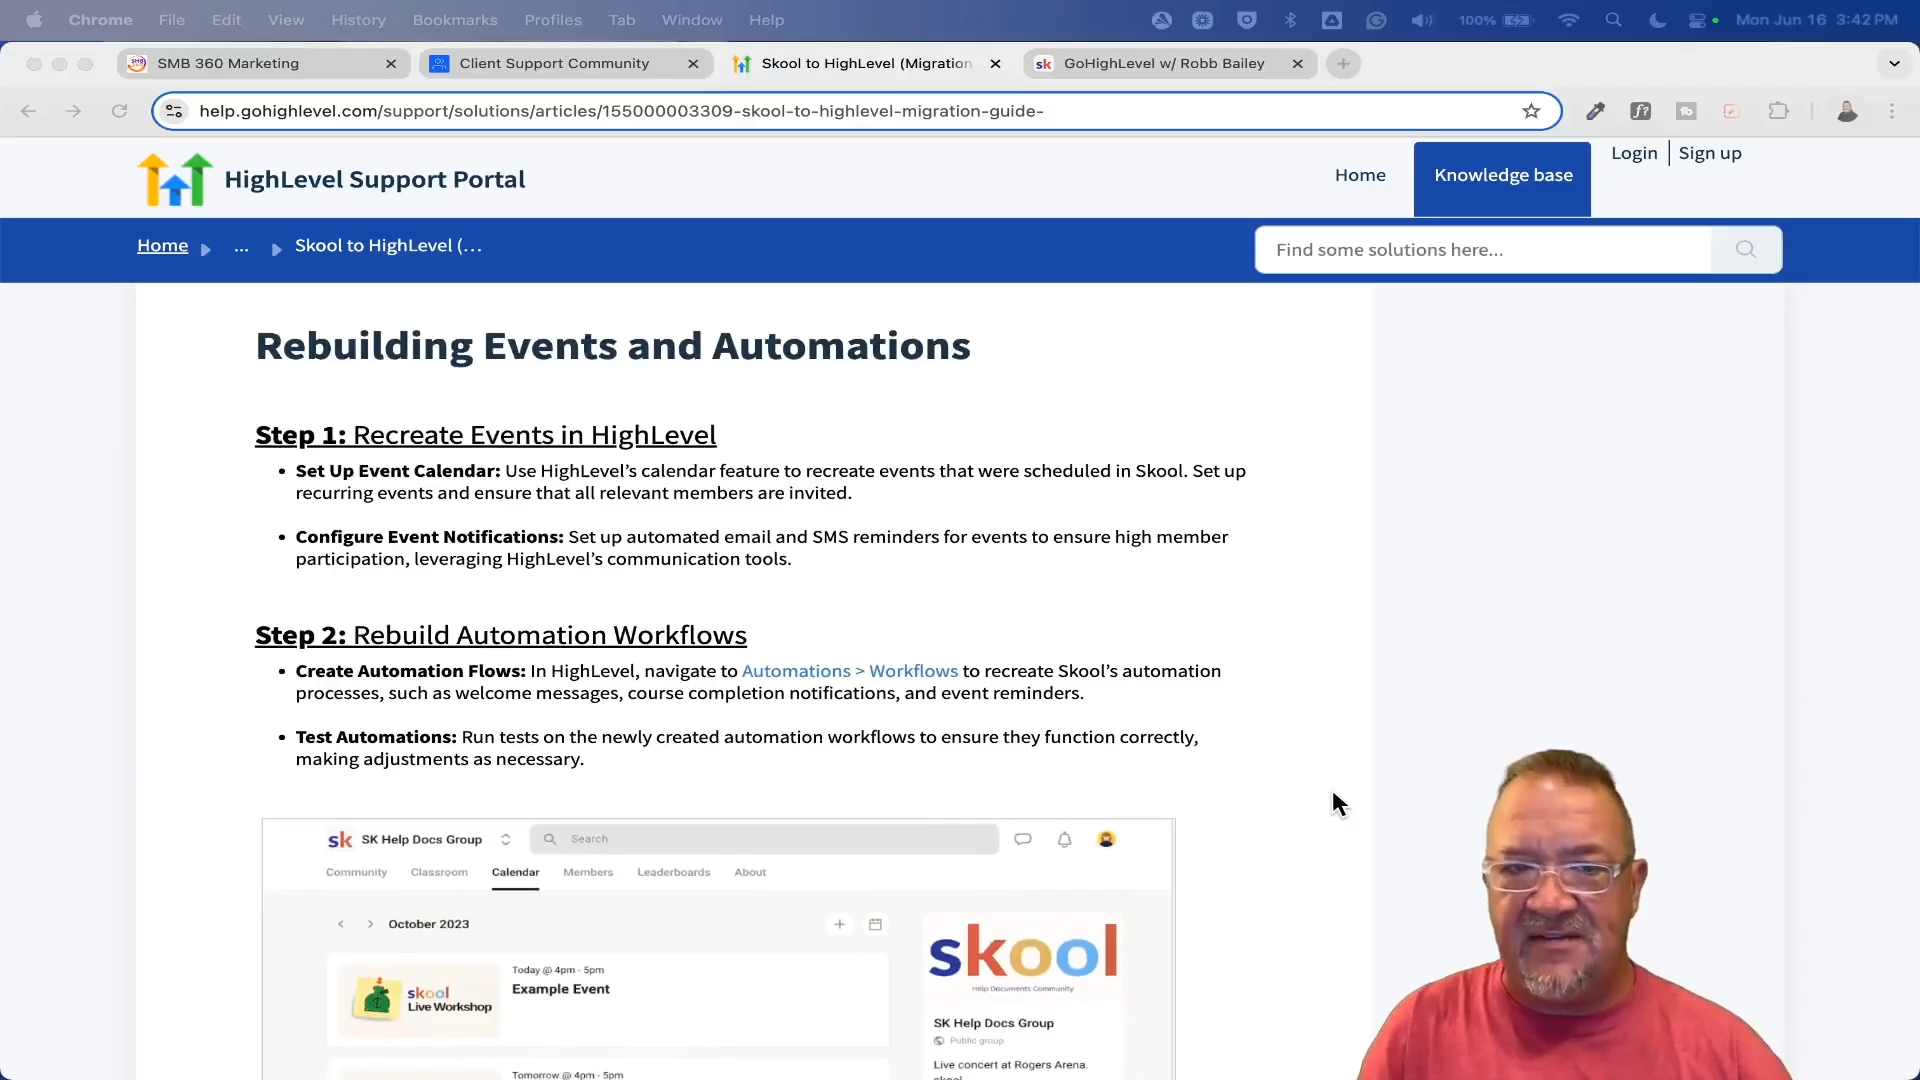 Chrome File Edit View History Bookmarks Profiles Tab Window Help 100% Mon Jun 16 3:42 PM
SMB 360 Marketing Client Support Community Skool to HighLevel (Migration sk GoHighLevel w/ Robb Bailey
help.gohighlevel.com/support/solutions/articles/155000003309-skool-to-highlevel-migration-guide-
HighLevel Support Portal
Home Knowledge base Login Sign up
Home ... Skool to HighLevel (...
Find some solutions here...
Rebuilding Events and Automations
Step 1: Recreate Events in HighLevel
• Set Up Event Calendar: Use HighLevel’s calendar feature to recreate events that were scheduled in Skool. Set up
recurring events and ensure that all relevant members are invited.
• Configure Event Notifications: Set up automated email and SMS reminders for events to ensure high member
participation, leveraging HighLevel’s communication tools.
Step 2: Rebuild Automation Workflows
• Create Automation Flows: In HighLevel, navigate to Automations > Workflows to recreate Skool’s automation
processes, such as welcome messages, course completion notifications, and event reminders.
• Test Automations: Run tests on the newly created automation workflows to ensure they function correctly,
making adjustments as necessary.
sk SK Help Docs Group Search
Community Classroom Calendar Members Leaderboards About
October 2023
Today @ 4pm - 5pm
Example Event
skool
Live Workshop
Tomorrow @ 4pm - 5pm
skool
Help Documents Community
SK Help Docs Group
Public group
Live concert at Rogers Arena.